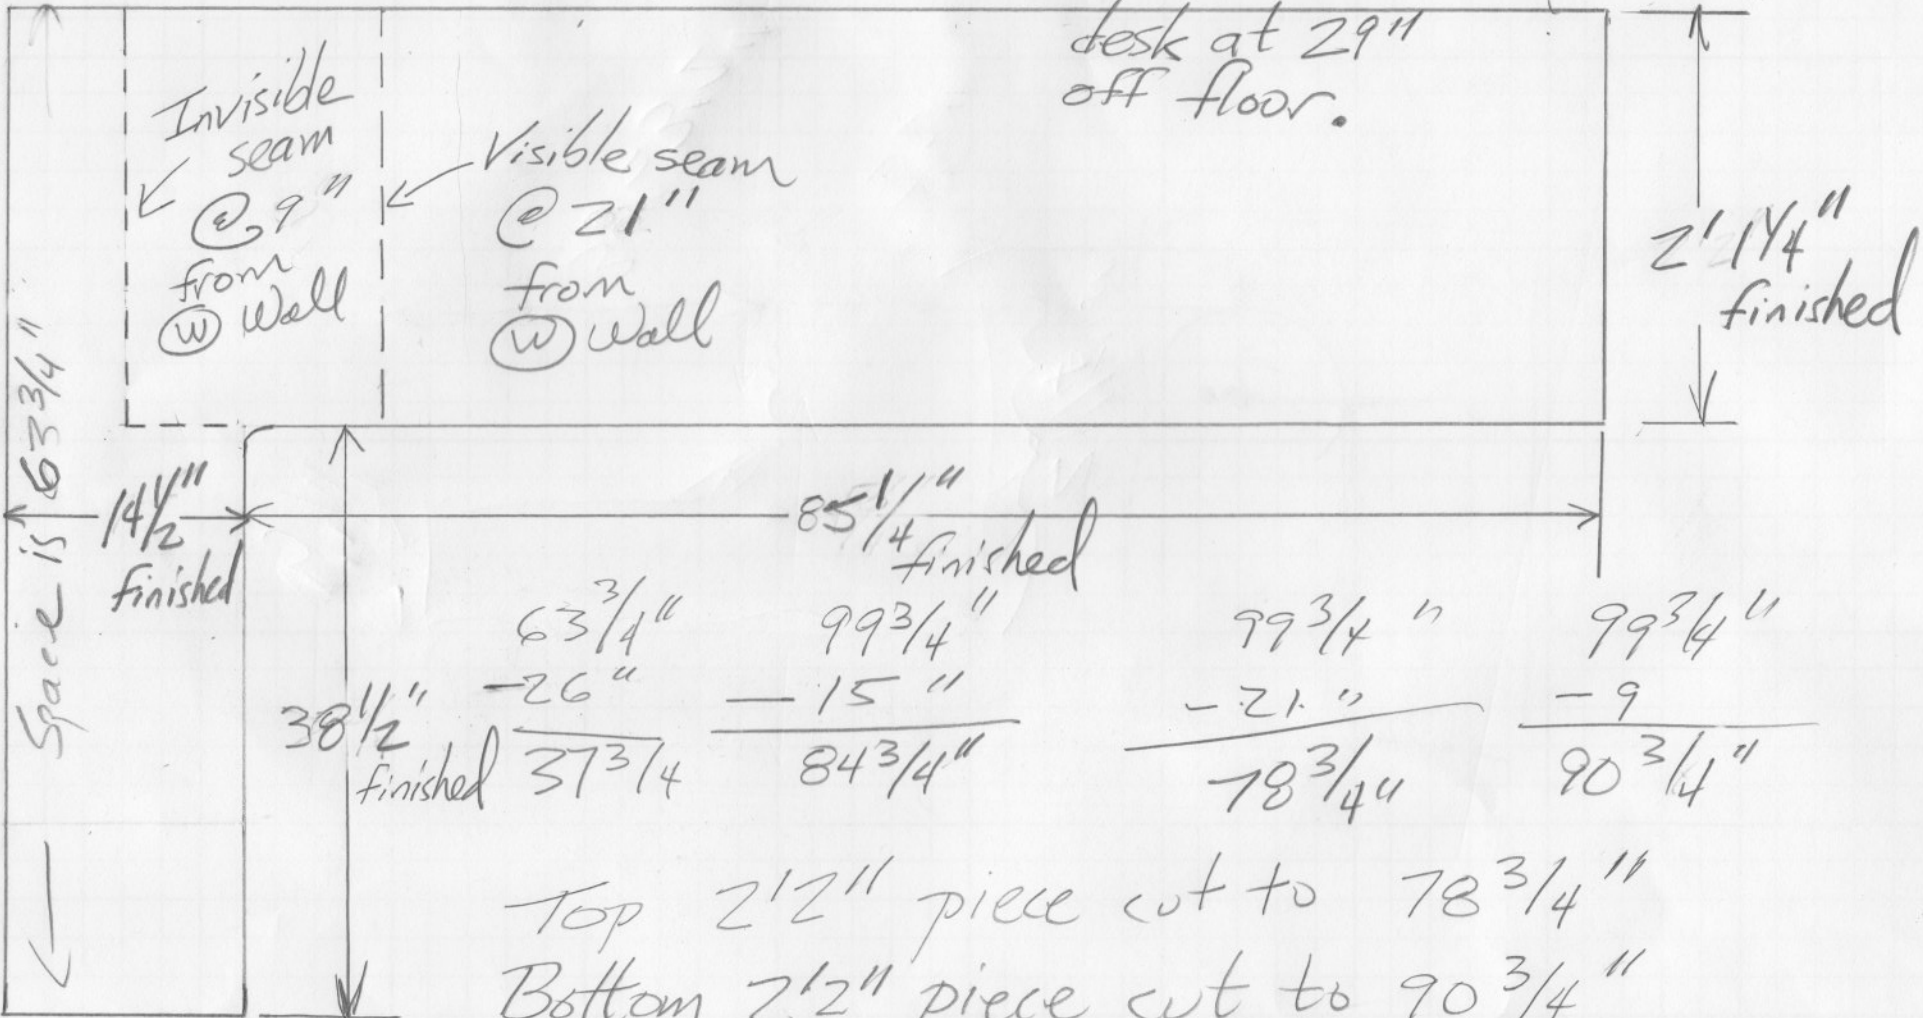 desk at 29"
off floor.
Invisible
seam
@ 9"
from
W Wall
Visible seam
@ 21"
from
W Wall
2' 1 1/4"
finished
Space is 63 3/4"
14 1/2"
finished
85 1/4"
finished
38 1/2"
finished
63 3/4"
-26"
37 3/4
99 3/4"
- 15"
84 3/4"
99 3/4"
- 21"
78 3/4"
99 3/4"
- 9
90 3/4"
Top 2'2" piece cut to 78 3/4"
Bottom 2'2" piece cut to 90 3/4"